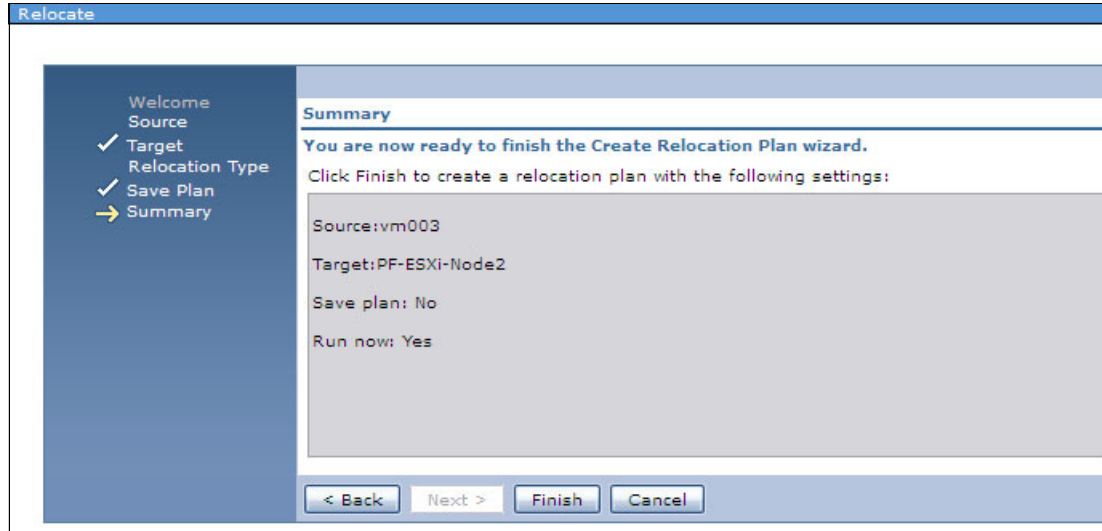 Relocate
Welcome
Source
Target
Relocation Type
Save Plan
Summary
Summary
You are now ready to finish the Create Relocation Plan wizard.
Click Finish to create a relocation plan with the following settings:
Source:vm003
Target:PF-ESXi-Node2
Save plan: No
Run now: Yes
< Back Next > Finish Cancel